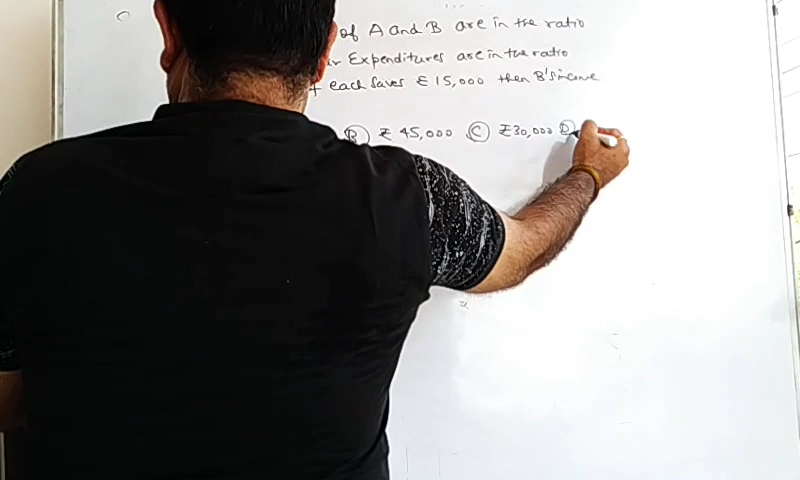 of A and B are in the ratio
Expenditures are in the ratio
each saves ₹ 15,000 then B's income
(B) ₹ 45,000 (C) ₹30,000 (D)